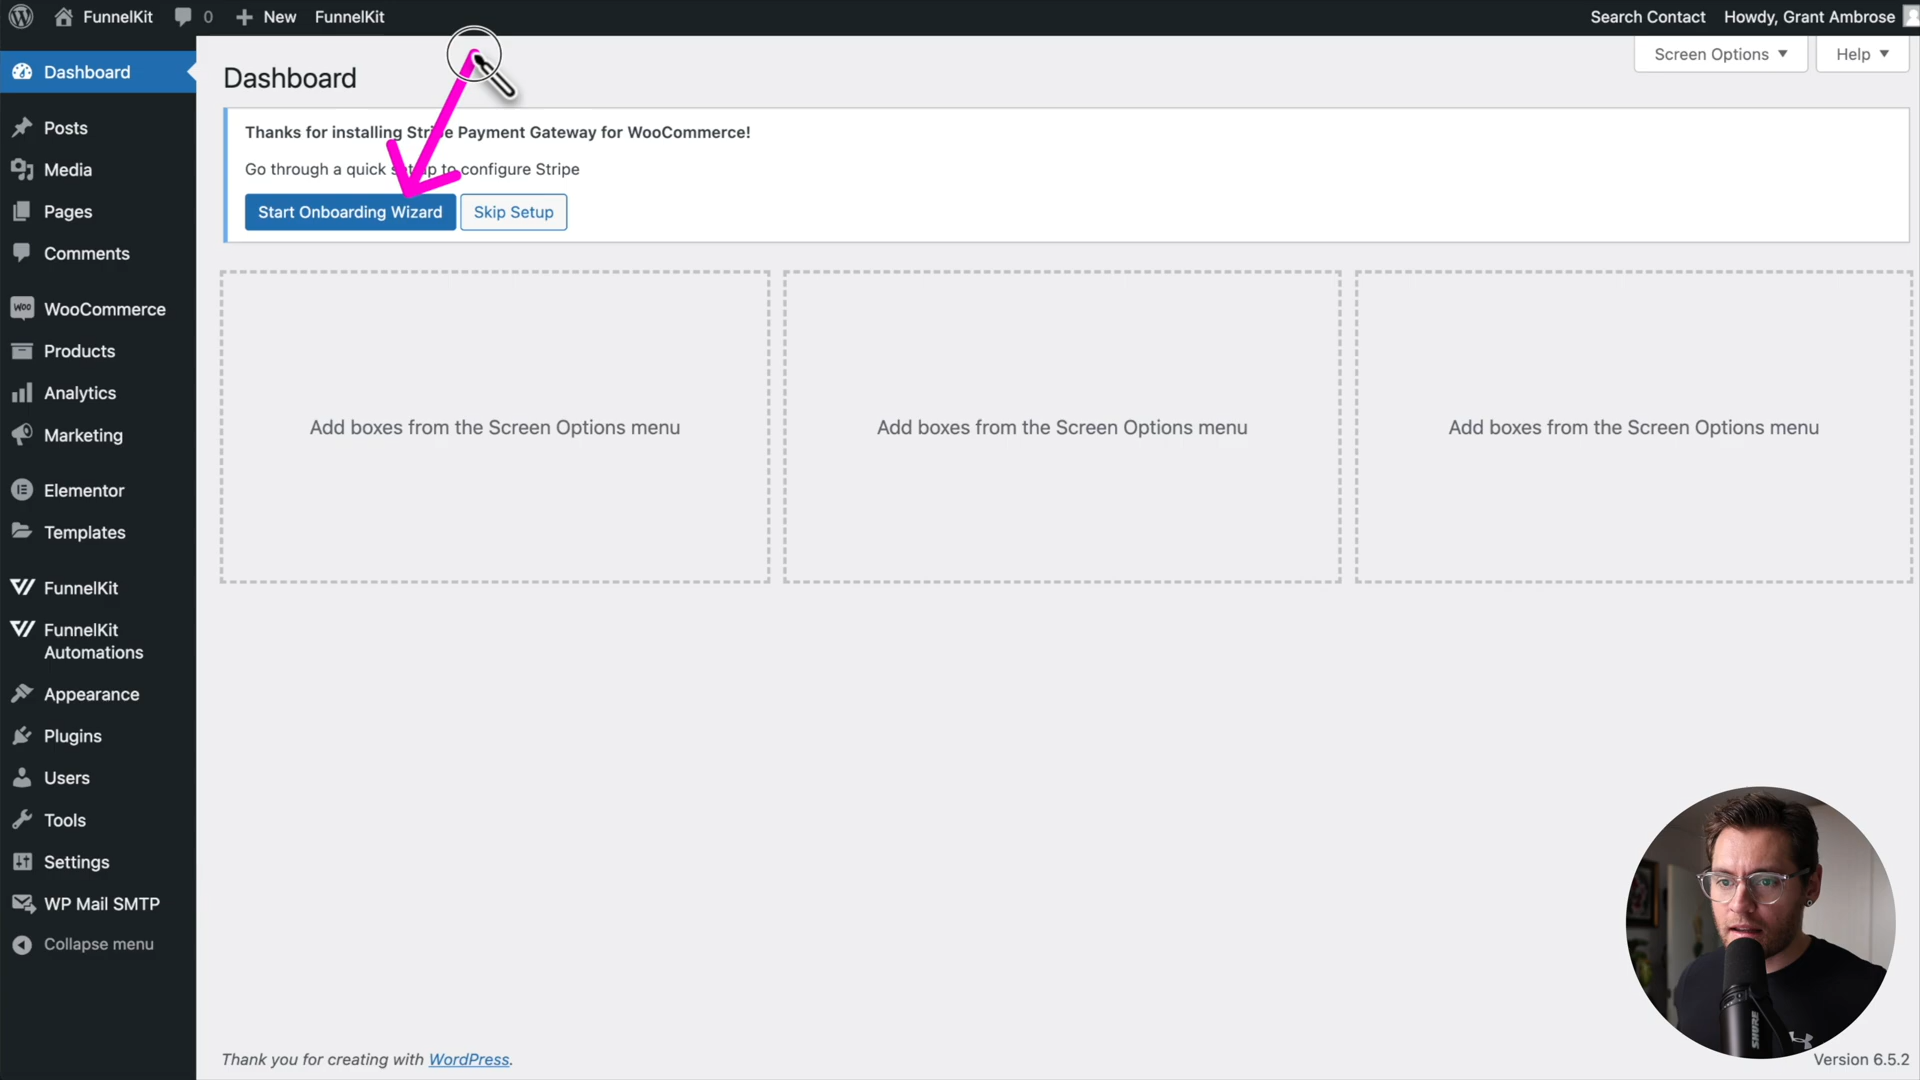 FunnelKit 0 New FunnelKit Search Contact Howdy, Grant Ambrose
Screen Options Help
Dashboard
Posts
Media
Pages
Comments
WooCommerce
Products
Analytics
Marketing
Elementor
Templates
FunnelKit
FunnelKit
Automations
Appearance
Plugins
Users
Tools
Settings
WP Mail SMTP
Collapse menu
Dashboard
Thanks for installing Stripe Payment Gateway for WooCommerce!
Go through a quick setup to configure Stripe
Start Onboarding Wizard Skip Setup
Add boxes from the Screen Options menu
Add boxes from the Screen Options menu
Add boxes from the Screen Options menu
SHURE
Thank you for creating with WordPress.
Version 6.5.2